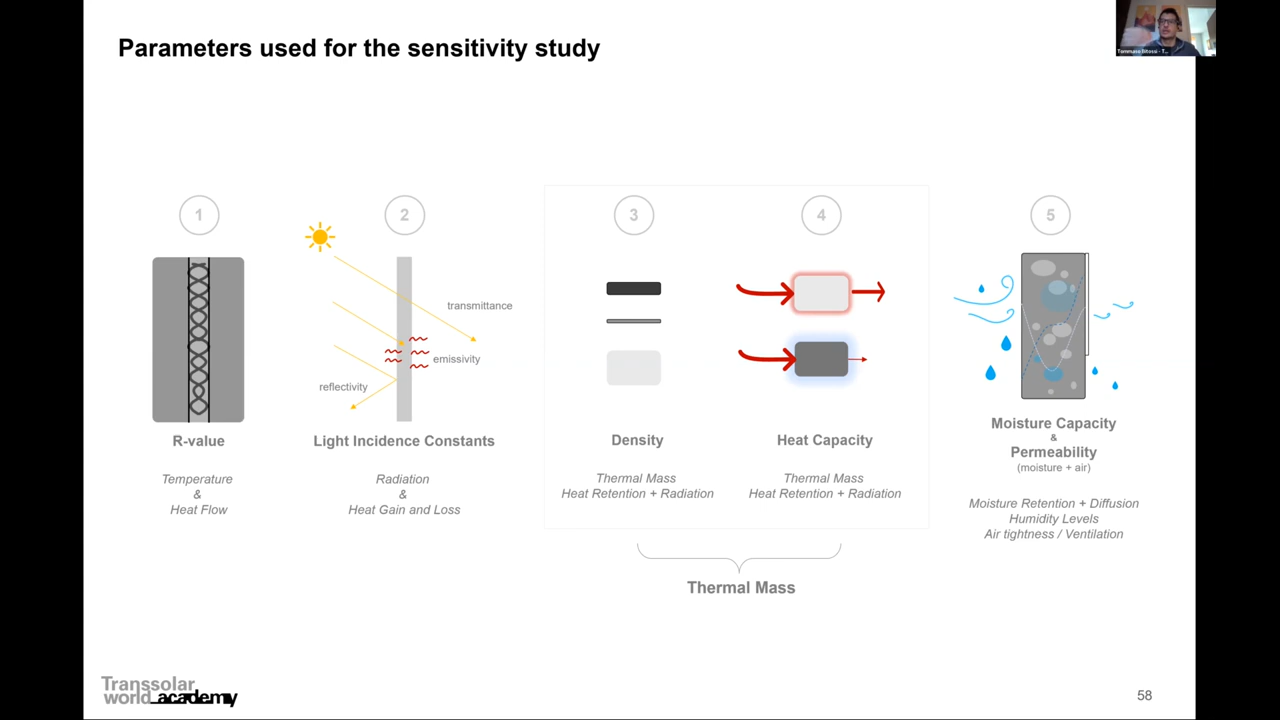 Parameters used for the sensitivity study
Tommaso Bitossi - T...
1
2
3
4
5
transmittance
emissivity
reflectivity
R-value
Temperature
&
Heat Flow
Light Incidence Constants
Radiation
&
Heat Gain and Loss
Density
Thermal Mass
Heat Retention + Radiation
Heat Capacity
Thermal Mass
Heat Retention + Radiation
Moisture Capacity
&
Permeability
(moisture + air)
Moisture Retention + Diffusion
Humidity Levels
Air tightness / Ventilation
Thermal Mass
Transsolar
world academy
58